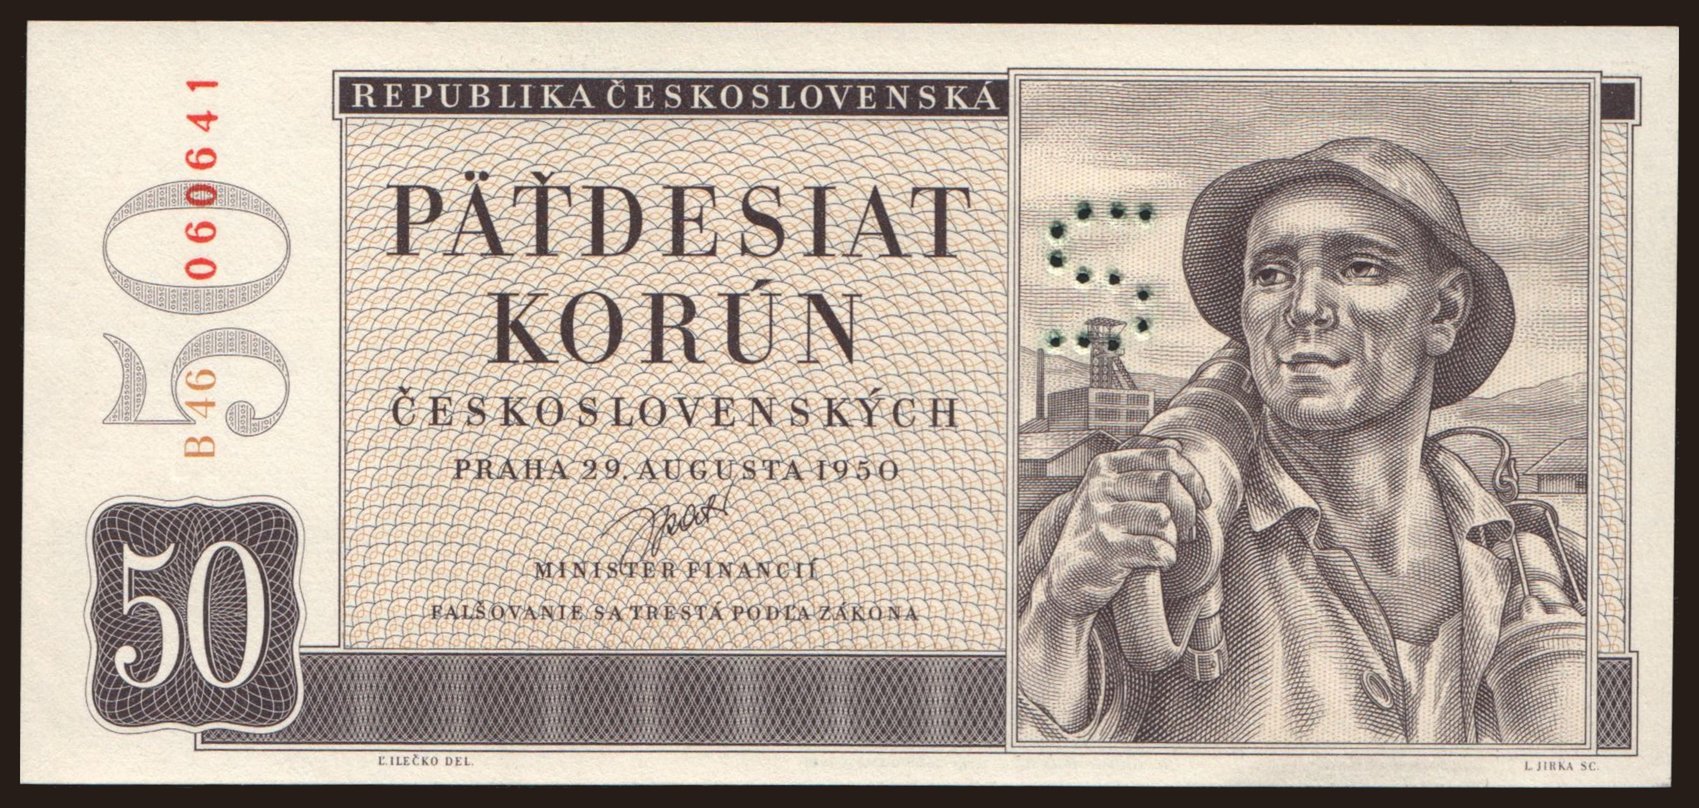 REPUBLIKA ČESKOSLOVENSKÁ
B 46 060641
50
PÄŤDESIAT
KORÚN
ČESKOSLOVENSKÝCH
PRAHA 29. AUGUSTA 1950
MINISTER FINANCIÍ
FALŠOVANIE SA TRESTÁ PODĽA ZÁKONA
50
S
Ľ. ILEČKO DEL.
L. JIRKA SC.